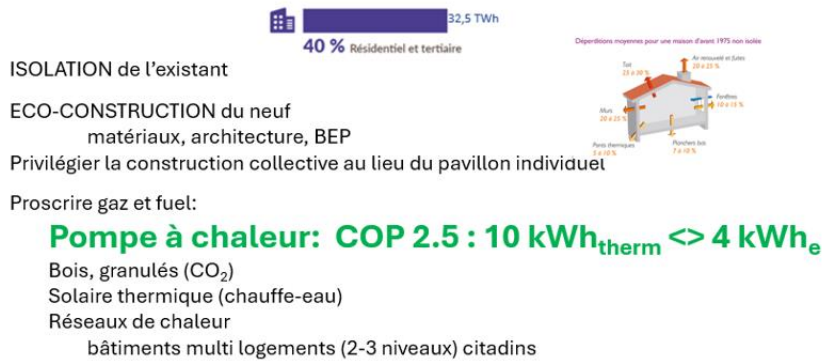 32,5 TWh
40 % Résidentiel et tertiaire
Déperditions moyennes pour une maison d'avant 1975 non isolée
Toit
25 à 30 %
Air renouvelé et fuites
20 à 25 %
Murs
20 à 25 %
Fenêtres
10 à 15 %
Ponts thermiques
5 à 10 %
Planchers bas
7 à 10 %
ISOLATION de l'existant
ECO-CONSTRUCTION du neuf
matériaux, architecture, BEP
Privilégier la construction collective au lieu du pavillon individuel
Proscrire gaz et fuel:
Pompe à chaleur: COP 2.5 : 10 kWhtherm <> 4 kWhe
Bois, granulés (CO2)
Solaire thermique (chauffe-eau)
Réseaux de chaleur
bâtiments multi logements (2-3 niveaux) citadins